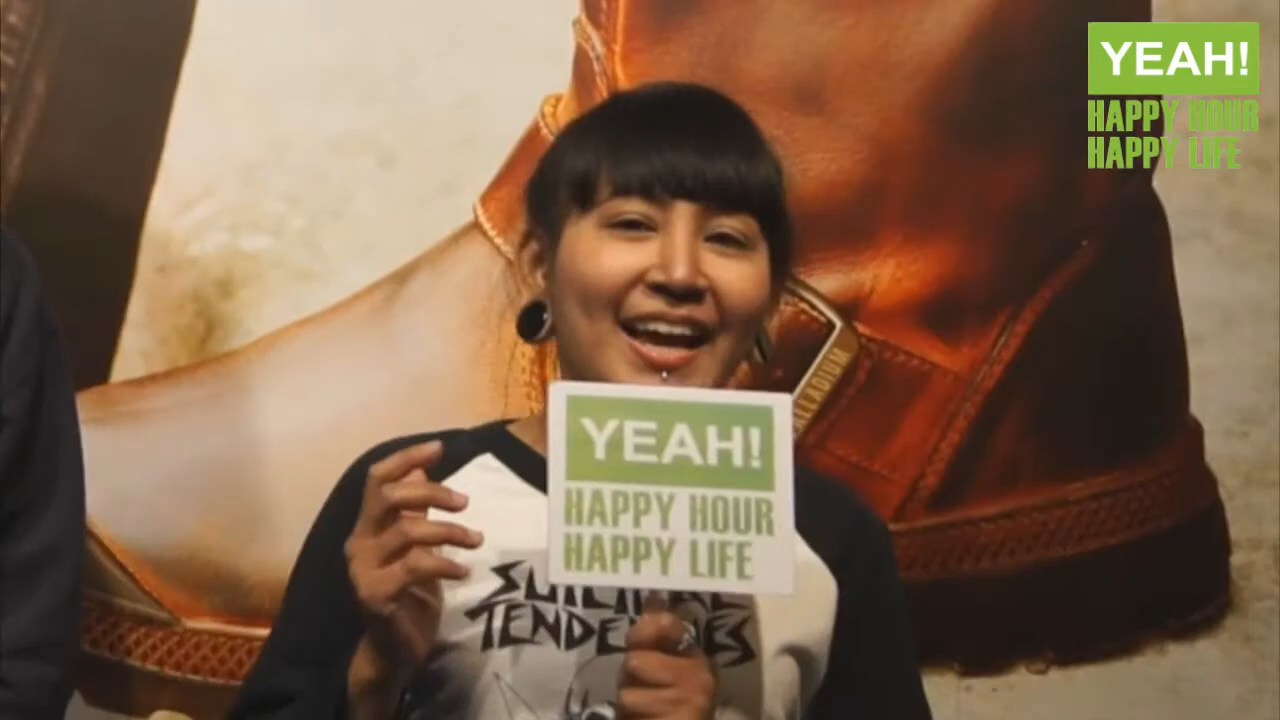 YEAH!
HAPPY HOUR
HAPPY LIFE
YEAH!
HAPPY HOUR
HAPPY LIFE
SUICIDAL
TENDENCIES